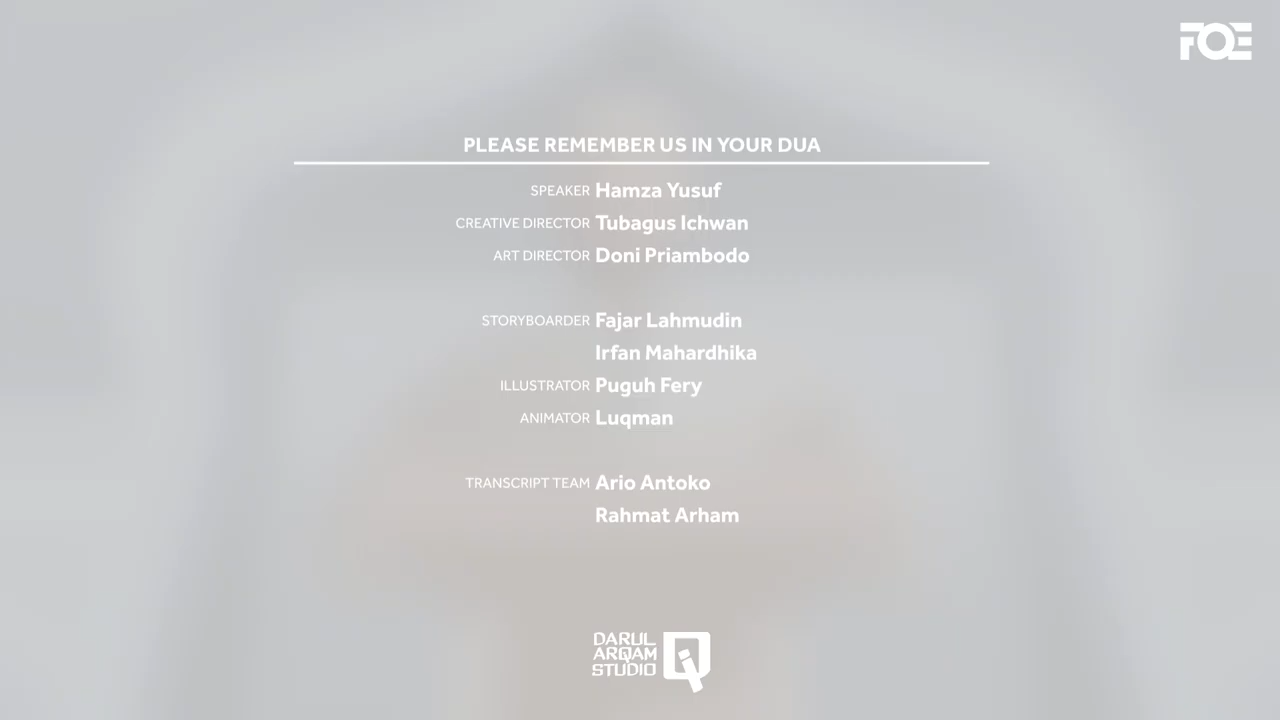 FOE
PLEASE REMEMBER US IN YOUR DUA
SPEAKER Hamza Yusuf
CREATIVE DIRECTOR Tubagus Ichwan
ART DIRECTOR Doni Priambodo
STORYBOARDER Fajar Lahmudin
Irfan Mahardhika
ILLUSTRATOR Puguh Fery
ANIMATOR Luqman
TRANSCRIPT TEAM Ario Antoko
Rahmat Arham
DARUL
ARQAM
STUDIO